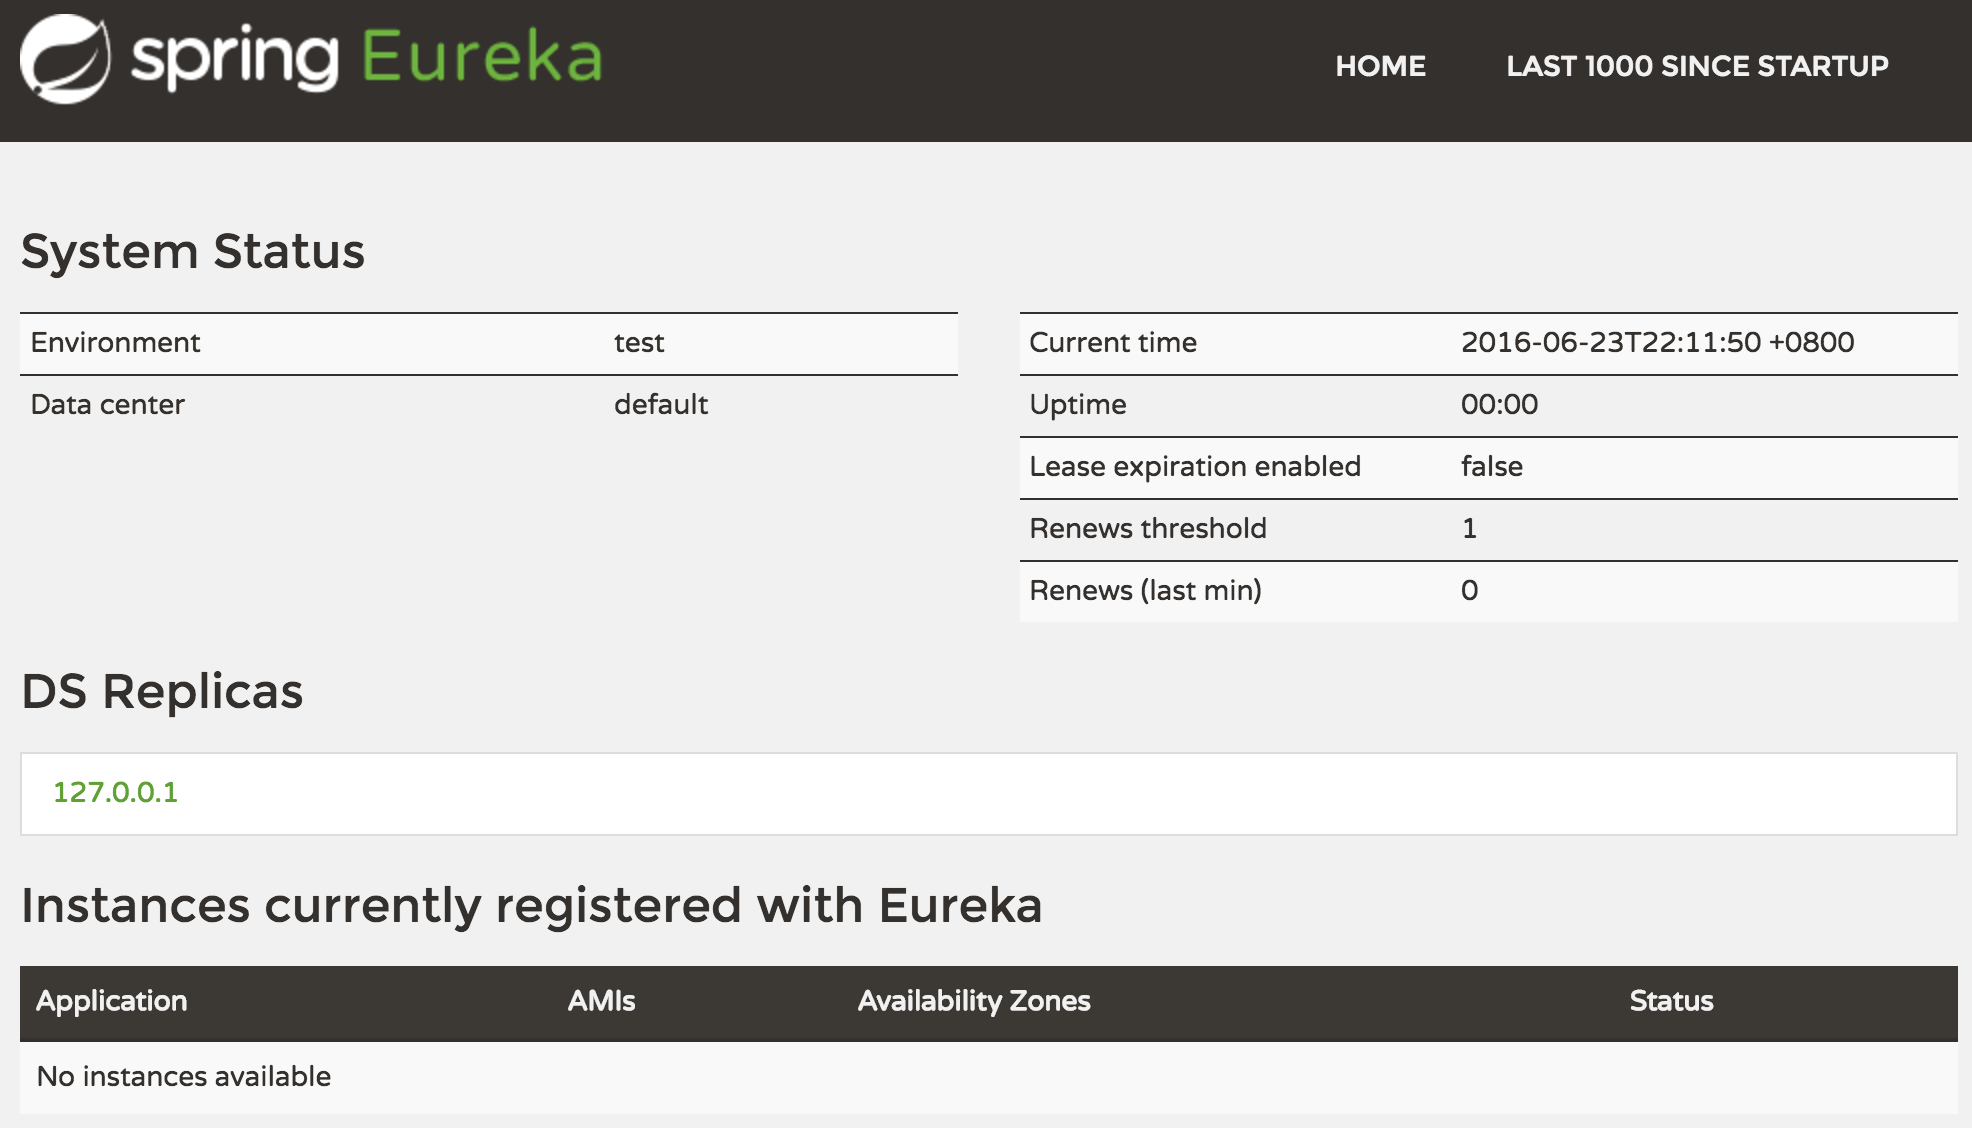 spring Eureka
HOME LAST 1000 SINCE STARTUP
System Status
Environment test
Data center default
Current time 2016-06-23T22:11:50 +0800
Uptime 00:00
Lease expiration enabled false
Renews threshold 1
Renews (last min) 0
DS Replicas
127.0.0.1
Instances currently registered with Eureka
Application AMIs Availability Zones Status
No instances available